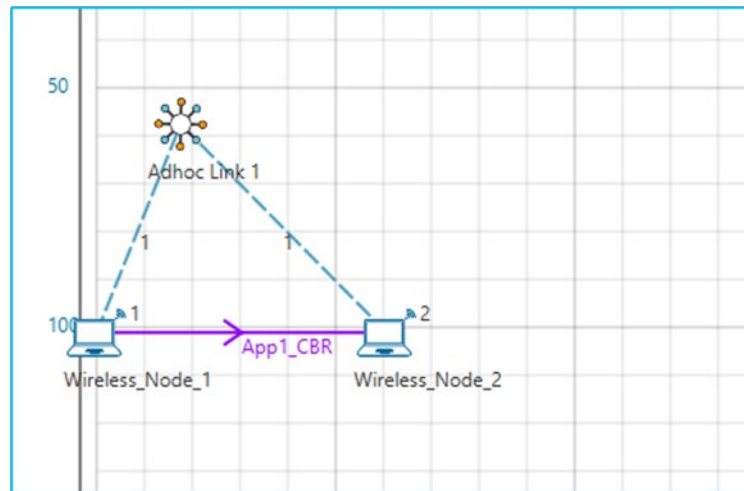 50
Adhoc Link 1
1
1
100
1
2
App1_CBR
Wireless_Node_1
Wireless_Node_2